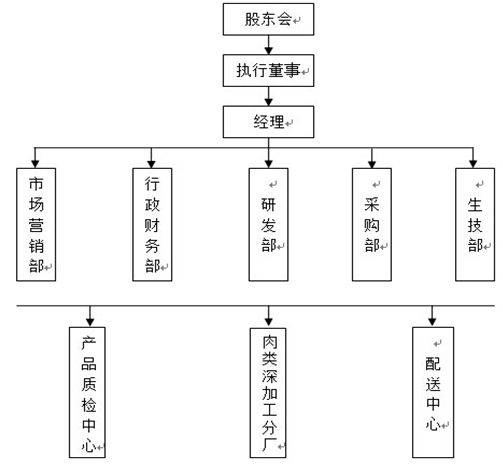 股东会
执行董事
经理
市场营销部
行政财务部
研发部
采购部
生技部
产品质检中心
肉类深加工分厂
配送中心